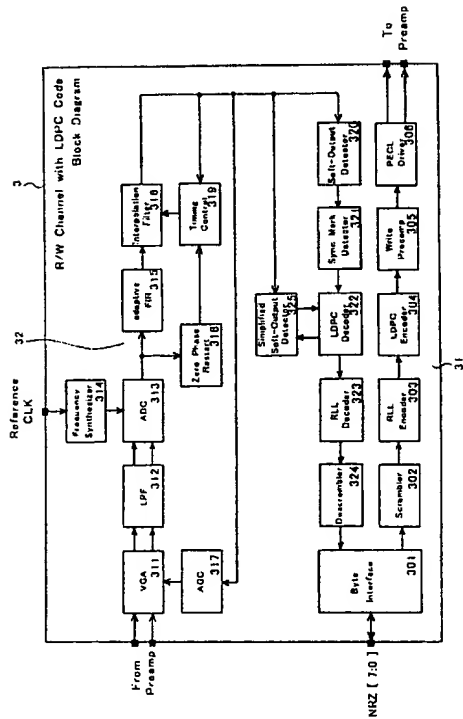 3
R/W Channel with LDPC Code
Block Diagram
Reference
CLK
32
Frequency
Synthesizer
314
From
Preamp
VGA
311
LPF
312
ADC
313
adaptive
FIR
315
Interpolation
Filter
318
AGC
317
Zero Phase
Restart
316
Timing
Control
319
Simplified
Soft-Output
Detector
325
Soft-Output
Detector
320
Sync Mark
Detector
321
LDPC
Decoder
322
RLL
Decoder
323
Descrambler
324
Byte
Interface
301
NRZ [ 7:0 ]
Scrambler
302
RLL
Encoder
303
LDPC
Encoder
304
Write
Precomp
305
PECL
Driver
306
To
Preamp
31